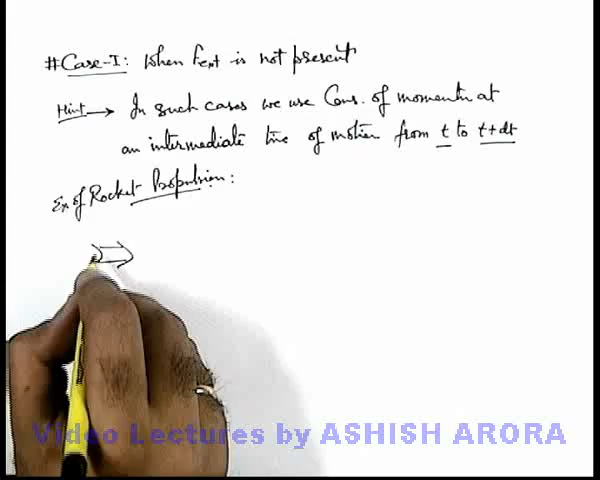 #Case-I: When Fext is not present
Hint → In such cases we use Cons. of momentum at
an intermediate time of motion from t to t+dt
Ex. of Rocket Propulsion:
Video Lectures by ASHISH ARORA